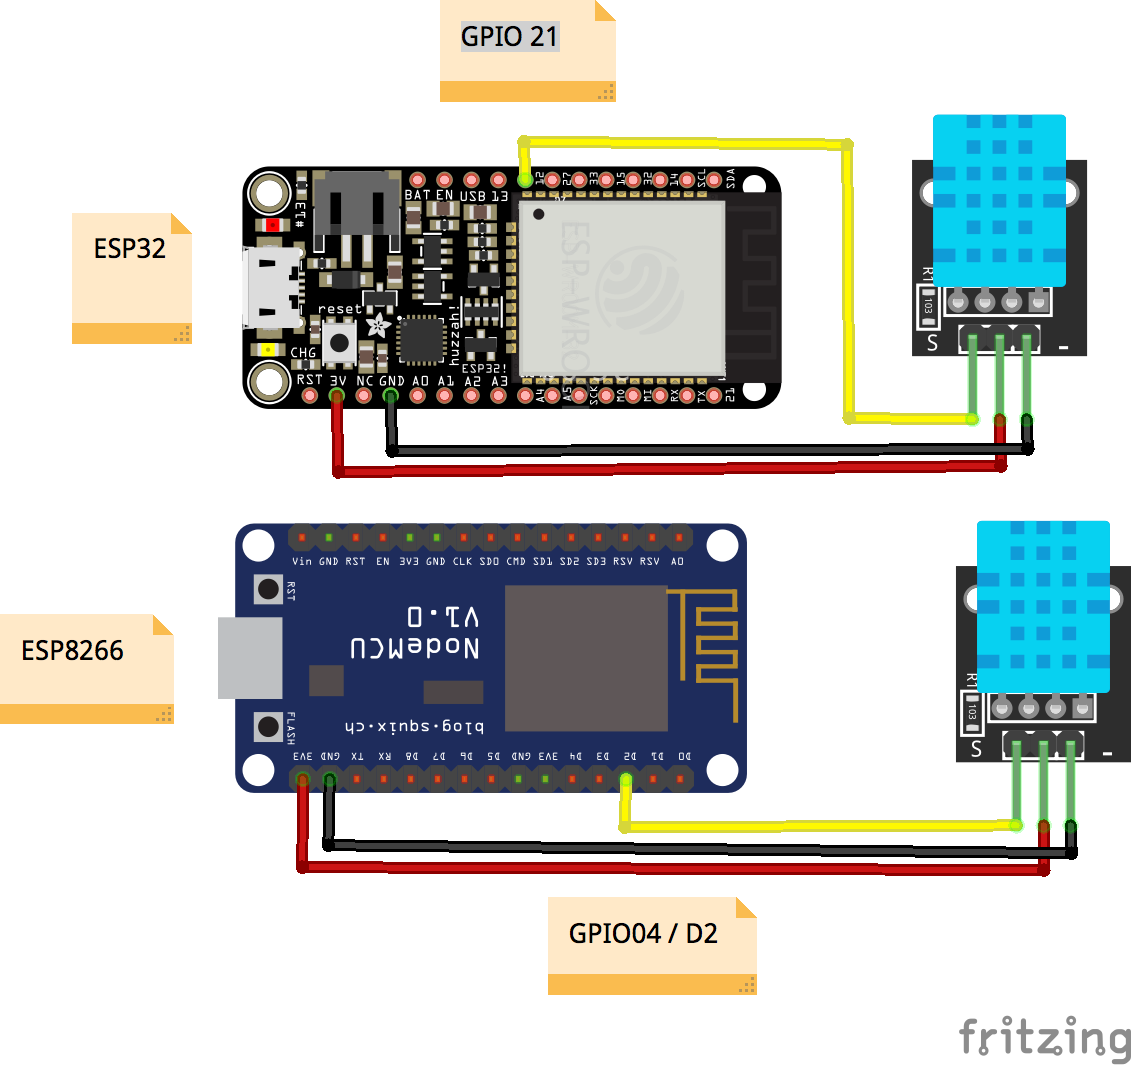 GPIO 21
ESP32
#13
BAT EN USB 13 12 27 33 15 32 14 SCL SDA
ESP-WRO
reset
huzzah!
ESP32!
CHG
RST 3V NC GND A0 A1 A2 A3 A4 A5 SCK MO MI RX TX 21
R1
103
S -
Vin GND RST EN 3V3 GND CLK SD0 CMD SD1 SD2 SD3 RSV RSV A0
RST
NodeMCU
V1.0
ESP8266
blog.squix.ch
FLASH
3V3 GND TX RX D8 D7 D6 D5 GND 3V3 D4 D3 D2 D1 D0
R1
103
S -
GPIO04 / D2
fritzing